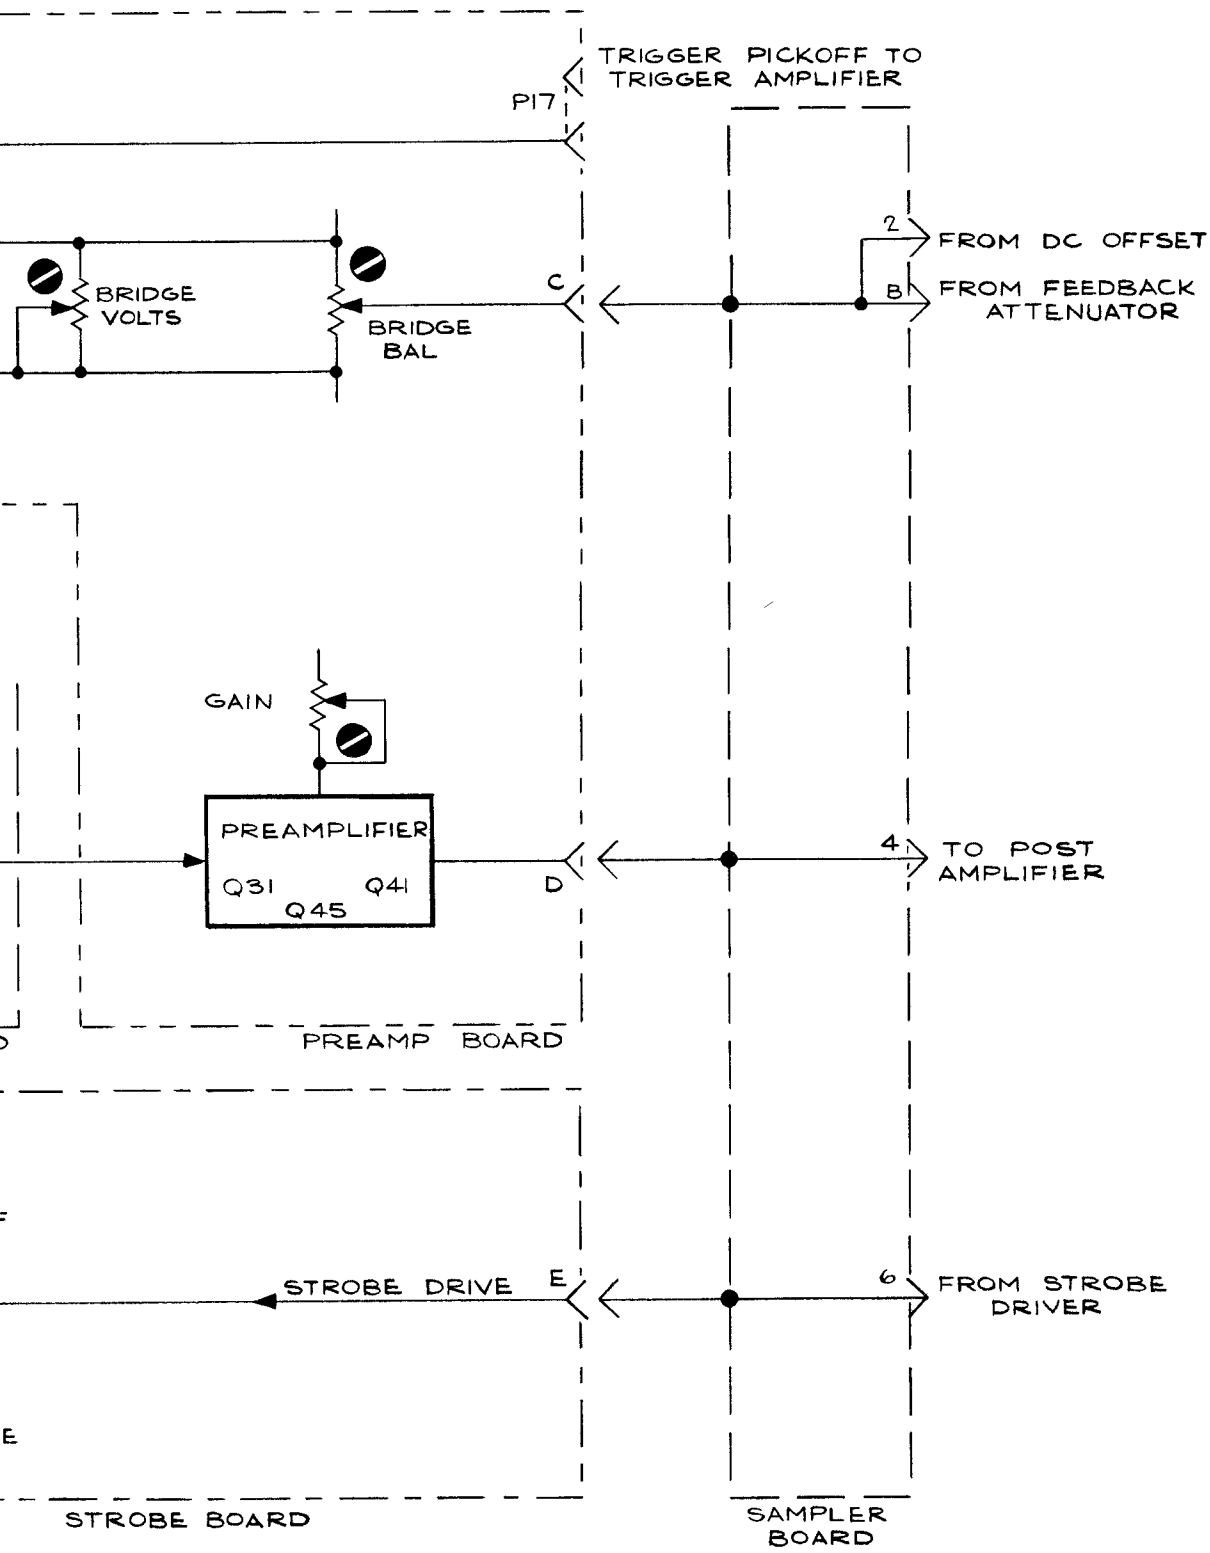 TRIGGER PICKOFF TO
TRIGGER AMPLIFIER
P17
2
FROM DC OFFSET
C
B
FROM FEEDBACK
ATTENUATOR
BRIDGE
VOLTS
BRIDGE
BAL
GAIN
PREAMPLIFIER
Q31
Q41
Q45
D
4
TO POST
AMPLIFIER
PREAMP BOARD
STROBE DRIVE
E
6
FROM STROBE
DRIVER
E
STROBE BOARD
SAMPLER
BOARD